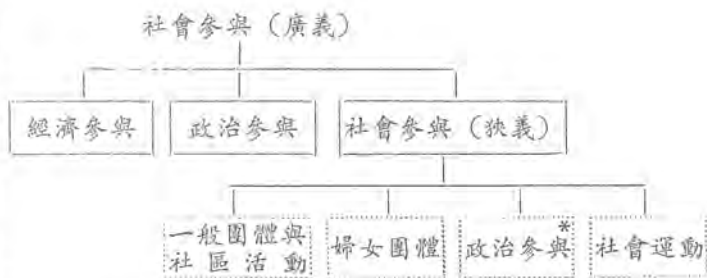 社會參與（廣義）
經濟參與
政治參與
社會參與（狹義）
一般團體與
社區活動
婦女團體
政治參與*
社會運動